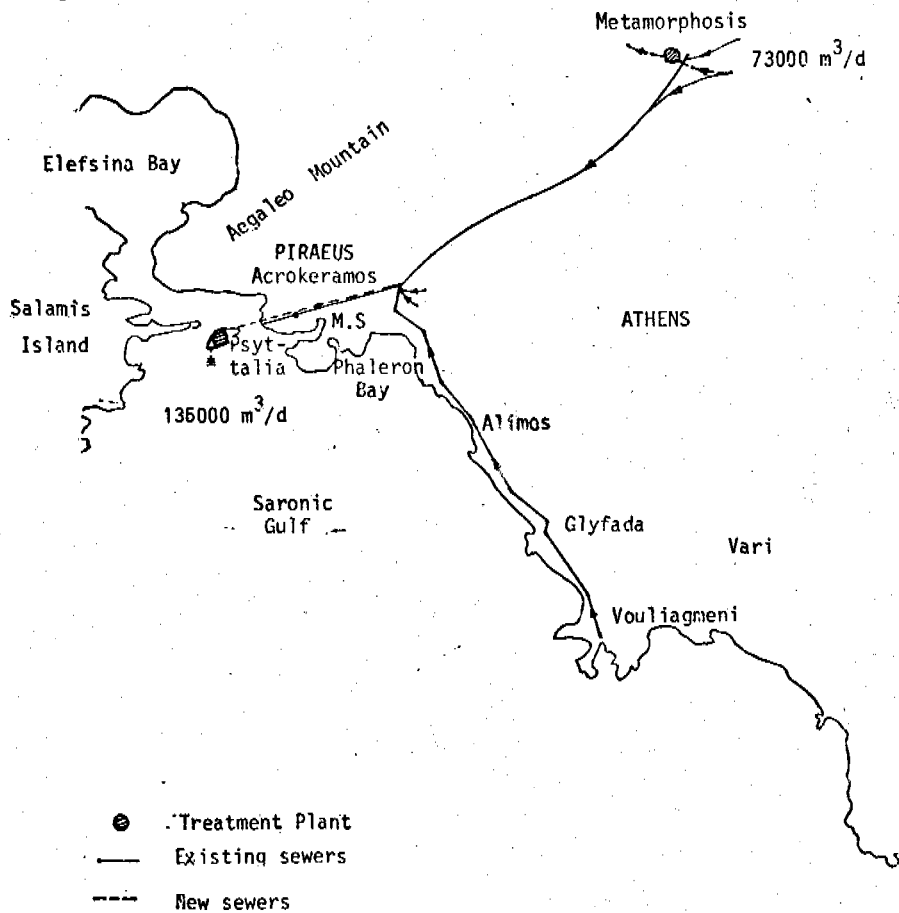 Metamorphosis
73000 m³/d
Elefsina Bay
Aegaleo Mountain
PIRAEUS
Acrokeramos
Salamis
Island
M.S
ATHENS
Psyt-
talia
Phaleron
Bay
136000 m³/d
Alimos
Saronic
Gulf
Glyfada
Vari
Vouliagmeni
Treatment Plant
Existing sewers
New sewers